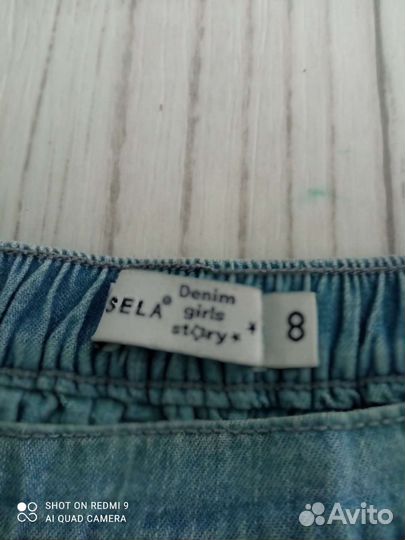 SELA®
Denim
girls
story
8
SHOT ON REDMI 9
AI QUAD CAMERA
Avito